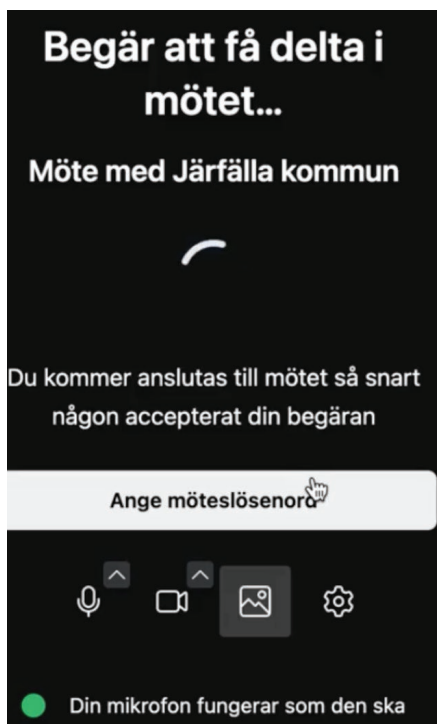 Begär att få delta i
mötet...
Möte med Järfälla kommun
Du kommer anslutas till mötet så snart
någon accepterat din begäran
Ange möteslösenord
Din mikrofon fungerar som den ska